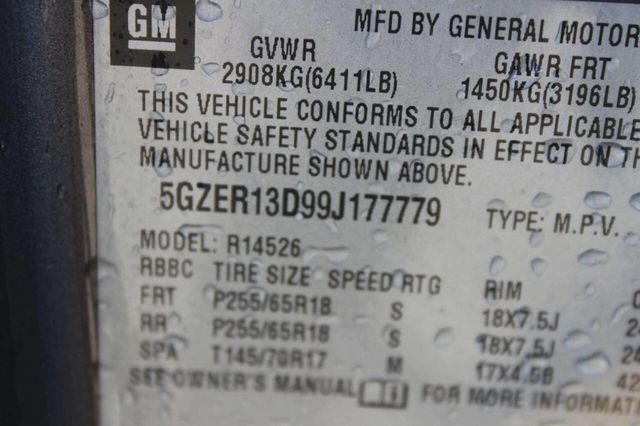 GM
MFD BY GENERAL MOTOR
GVWR GAWR FRT
2908KG(6411LB) 1450KG(3196LB)
THIS VEHICLE CONFORMS TO ALL APPLICABLE
VEHICLE SAFETY STANDARDS IN EFFECT ON TH
MANUFACTURE SHOWN ABOVE.
5GZER13D99J177779 TYPE: M.P.V.
MODEL: R14526
RBBC TIRE SIZE SPEED RTG RIM
FRT P255/65R18 S 18X7.5J
RR P255/65R18 S 18X7.5J
SPA T145/70R17 M 17X4.5B 42
SEE OWNER'S MANUAL FOR MORE INFORMAT